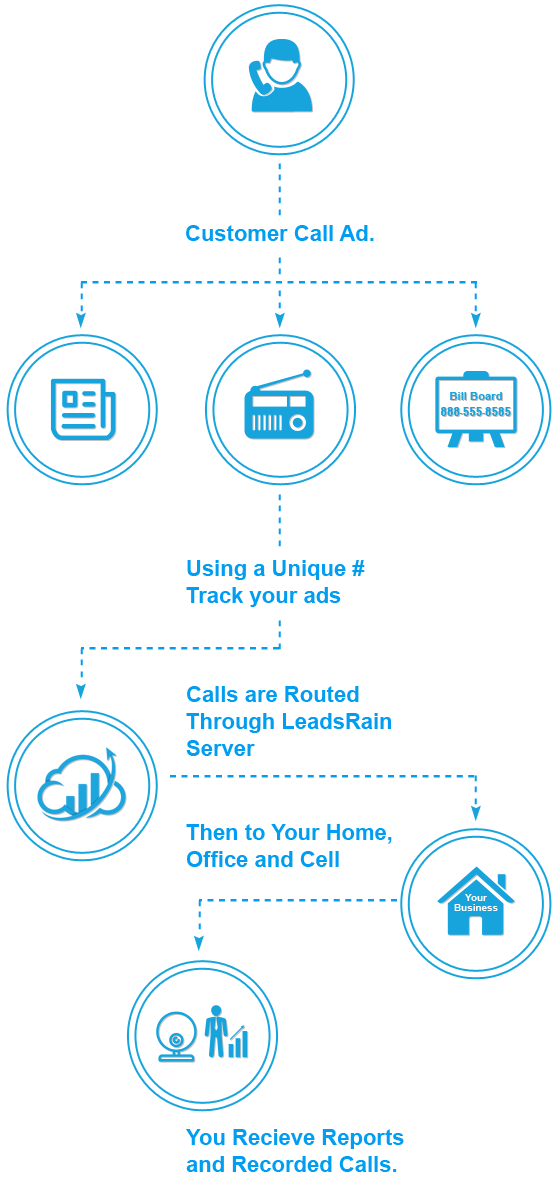 Customer Call Ad.
Bill Board
888-555-8585
Using a Unique #
Track your ads
Calls are Routed
Through LeadsRain
Server
Then to Your Home,
Office and Cell
Your
Business
You Recieve Reports
and Recorded Calls.